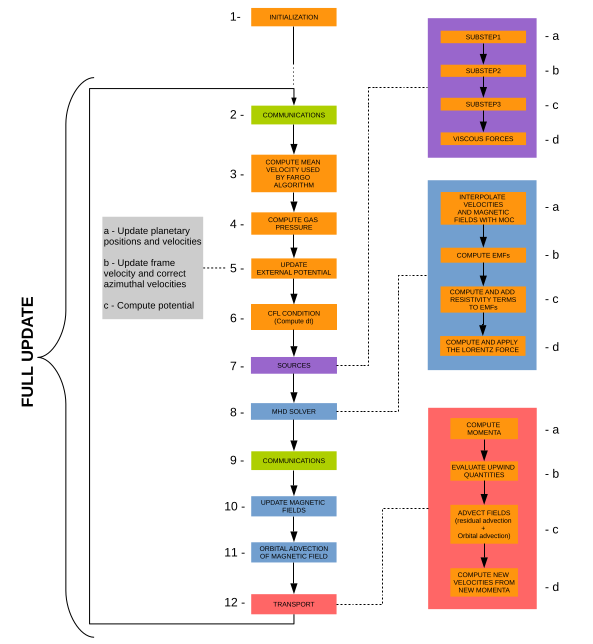 1-
INITIALIZATION
2 -
COMMUNICATIONS
3 -
COMPUTE MEAN
VELOCITY USED
BY FARGO
ALGORITHM
4 -
COMPUTE GAS
PRESSURE
5 -
UPDATE
EXTERNAL POTENTIAL
6 -
CFL CONDITION
(Compute dt)
7 -
SOURCES
8 -
MHD SOLVER
9 -
COMMUNICATIONS
10 -
UPDATE MAGNETIC
FIELDS
11 -
ORBITAL ADVECTION
OF MAGNETIC FIELD
12 -
TRANSPORT
FULL UPDATE
a - Update planetary
positions and velocities
b - Update frame
velocity and correct
azimuthal velocities
c - Compute potential
SUBSTEP1
- a
SUBSTEP2
- b
SUBSTEP3
- c
VISCOUS FORCES
- d
INTERPOLATE
VELOCITIES
AND MAGNETIC
FIELDS WITH MOC
- a
COMPUTE EMFs
- b
COMPUTE AND ADD
RESISTIVITY TERMS
TO EMFs
- c
COMPUTE AND APPLY
THE LORENTZ FORCE
- d
COMPUTE
MOMENTA
- a
EVALUATE UPWIND
QUANTITIES
- b
ADVECT FIELDS
(residual advection
+
Orbital advection)
- c
COMPUTE NEW
VELOCITIES FROM
NEW MOMENTA
- d